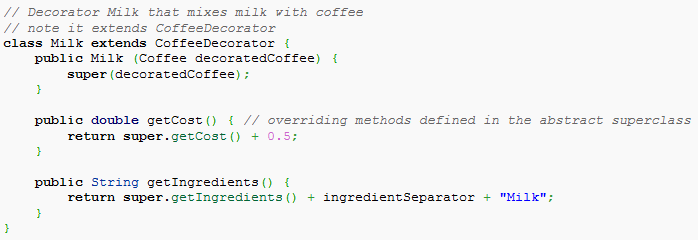 // Decorator Milk that mixes milk with coffee
// note it extends CoffeeDecorator
class Milk extends CoffeeDecorator {
    public Milk (Coffee decoratedCoffee) {
        super(decoratedCoffee);
    }

    public double getCost() { // overriding methods defined in the abstract superclass
        return super.getCost() + 0.5;
    }

    public String getIngredients() {
        return super.getIngredients() + ingredientSeparator + "Milk";
    }
}